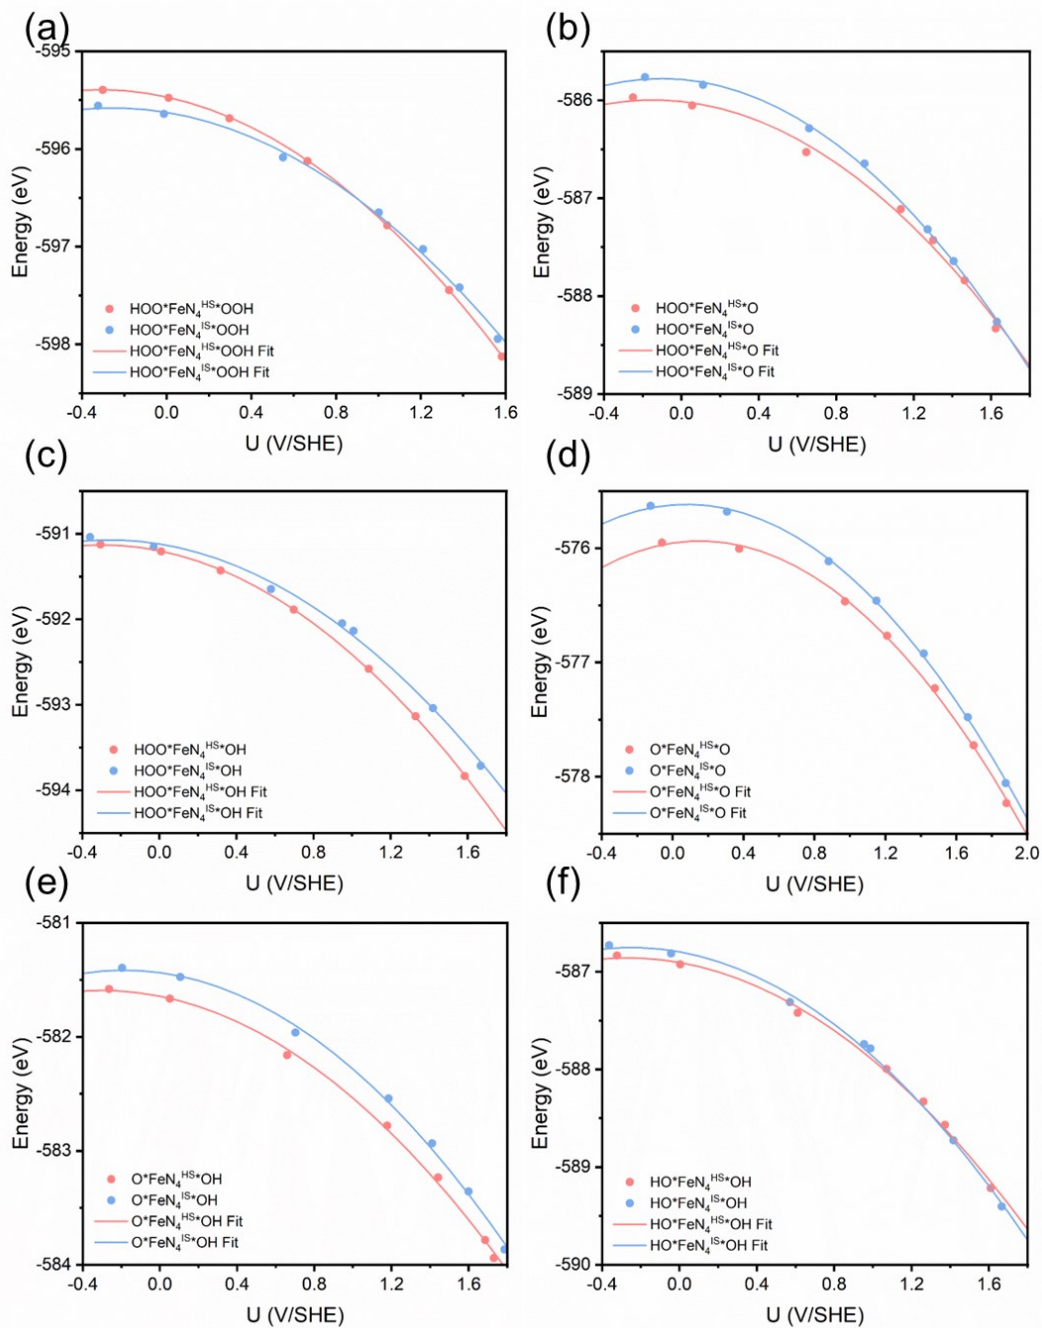 (a)
-595
-596
-597
-598
Energy (eV)
HOO*FeN4HS*OOH
HOO*FeN4IS*OOH
HOO*FeN4HS*OOH Fit
HOO*FeN4IS*OOH Fit
-0.4 0.0 0.4 0.8 1.2 1.6
U (V/SHE)
(b)
-586
-587
-588
-589
Energy (eV)
HOO*FeN4HS*O
HOO*FeN4IS*O
HOO*FeN4HS*O Fit
HOO*FeN4IS*O Fit
-0.4 0.0 0.4 0.8 1.2 1.6
U (V/SHE)
(c)
-591
-592
-593
-594
Energy (eV)
HOO*FeN4HS*OH
HOO*FeN4IS*OH
HOO*FeN4HS*OH Fit
HOO*FeN4IS*OH Fit
-0.4 0.0 0.4 0.8 1.2 1.6
U (V/SHE)
(d)
-576
-577
-578
Energy (eV)
O*FeN4HS*O
O*FeN4IS*O
O*FeN4HS*O Fit
O*FeN4IS*O Fit
-0.4 0.0 0.4 0.8 1.2 1.6 2.0
U (V/SHE)
(e)
-581
-582
-583
-584
Energy (eV)
O*FeN4HS*OH
O*FeN4IS*OH
O*FeN4HS*OH Fit
O*FeN4IS*OH Fit
-0.4 0.0 0.4 0.8 1.2 1.6
U (V/SHE)
(f)
-587
-588
-589
-590
Energy (eV)
HO*FeN4HS*OH
HO*FeN4IS*OH
HO*FeN4HS*OH Fit
HO*FeN4IS*OH Fit
-0.4 0.0 0.4 0.8 1.2 1.6
U (V/SHE)